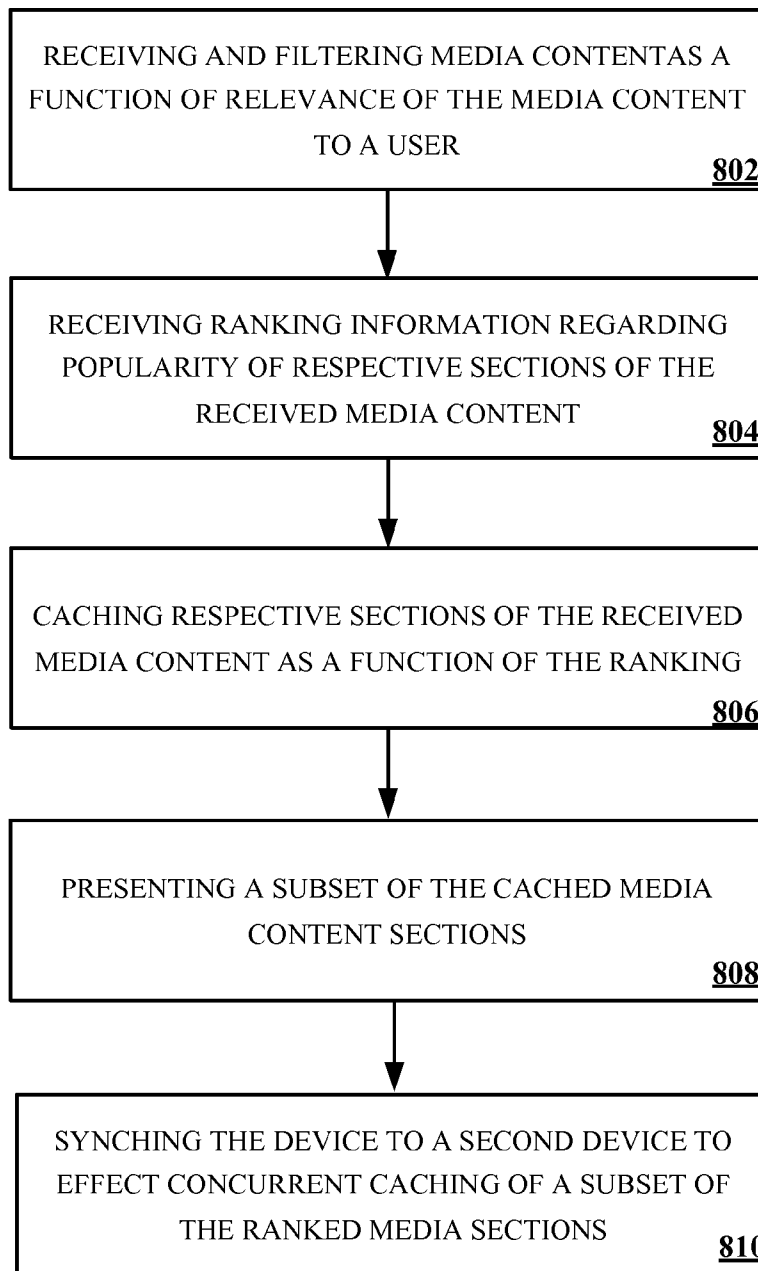 RECEIVING AND FILTERING MEDIA CONTENTAS A
FUNCTION OF RELEVANCE OF THE MEDIA CONTENT
TO A USER
802
RECEIVING RANKING INFORMATION REGARDING
POPULARITY OF RESPECTIVE SECTIONS OF THE
RECEIVED MEDIA CONTENT
804
CACHING RESPECTIVE SECTIONS OF THE RECEIVED
MEDIA CONTENT AS A FUNCTION OF THE RANKING
806
PRESENTING A SUBSET OF THE CACHED MEDIA
CONTENT SECTIONS
808
SYNCHING THE DEVICE TO A SECOND DEVICE TO
EFFECT CONCURRENT CACHING OF A SUBSET OF
THE RANKED MEDIA SECTIONS
810